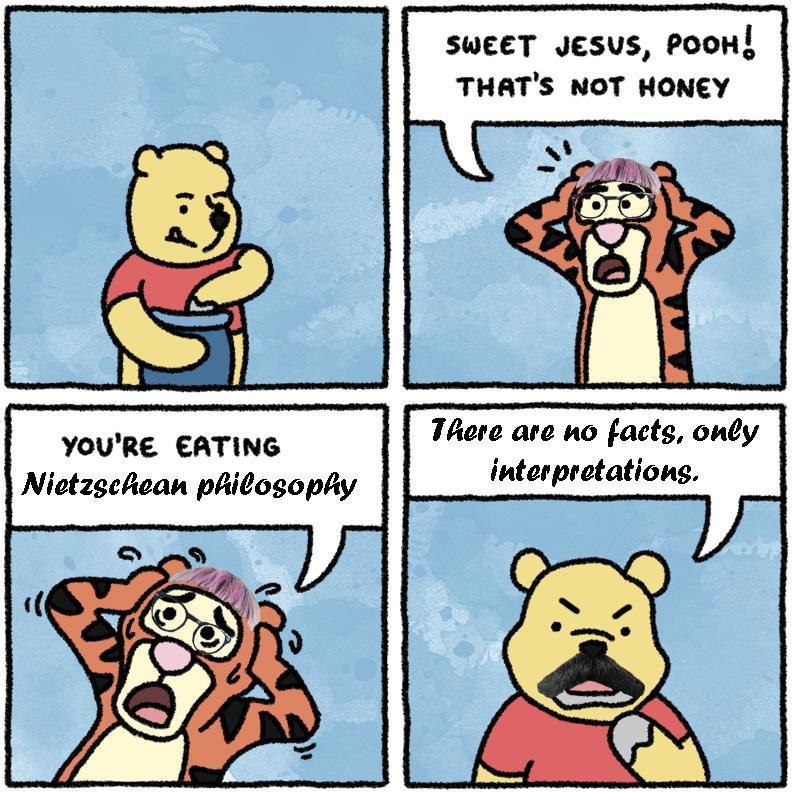 SWEET JESUS, POOH!
THAT'S NOT HONEY
YOU'RE EATING
Nietzschean philosophy
There are no facts, only
interpretations.